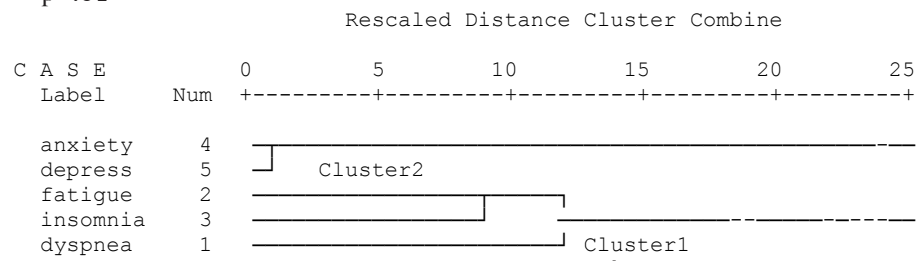 Rescaled Distance Cluster Combine
C A S E 0 5 10 15 20 25
Label Num +---------+---------+---------+---------+---------+
anxiety 4
depress 5 Cluster2
fatigue 2
insomnia 3
dyspnea 1 Cluster1